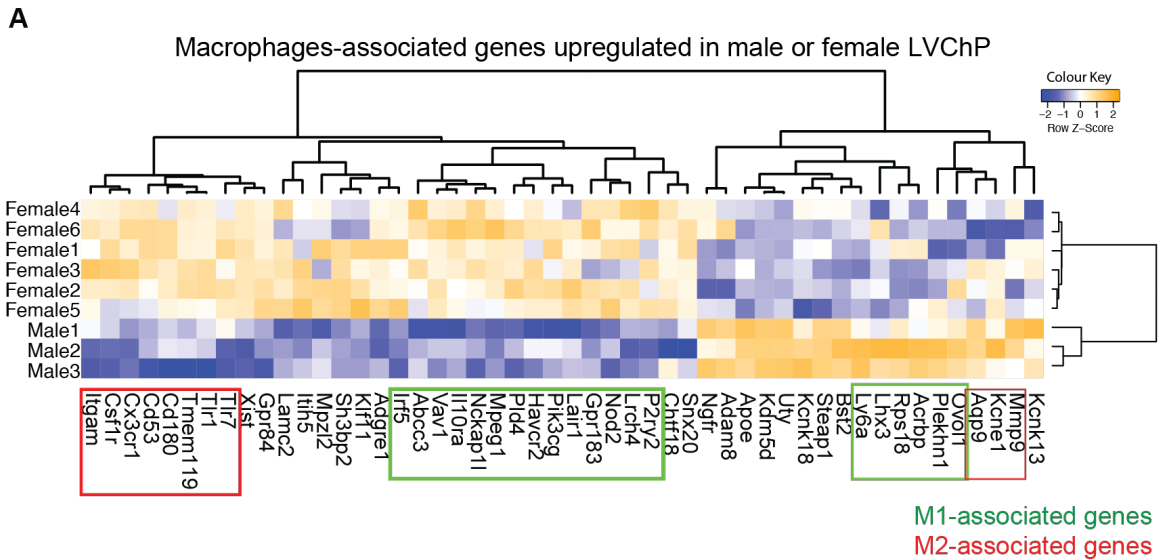 A
Macrophages-associated genes upregulated in male or female LVChP
Colour Key
−2 −1 0 1 2
Row Z−Score
Female4
Female6
Female1
Female3
Female2
Female5
Male1
Male2
Male3
Itgam
Csf1r
Cx3cr1
Cd53
Cd180
Tmem119
Tlr1
Tlr7
Xist
Gpr84
Lamc2
Itih5
Mpzl2
Sh3bp2
Klf11
Adgre1
Irf5
Abcc3
Vav1
Il10ra
Nckap1l
Mpeg1
Pld4
Havcr2
Pik3cg
Lair1
Gpr183
Nod2
Lrch4
P2ry2
Chtf18
Snx20
Ngfr
Adam8
Apoe
Kdm5d
Uty
Kcnk18
Steap1
Bst2
Ly6a
Lhx3
Rps18
Acrbp
Plekhn1
Ovol1
Aqp9
Kcne1
Mmp9
Kcnk13
M1-associated genes
M2-associated genes